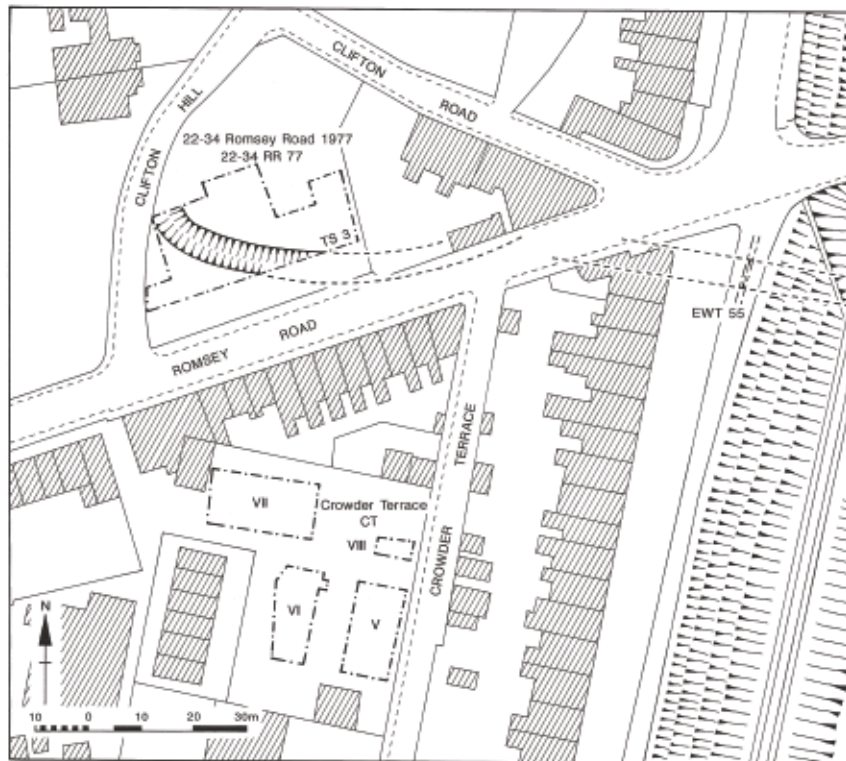 CLIFTON
ROAD
CLIFTON HILL
22-34 Romsey Road 1977
22-34 RR 77
TS 3
EWT 55
ROMSEY ROAD
CROWDER TERRACE
VII
Crowder Terrace
CT
VIII
VI
V
N
10 0 10 20 30m